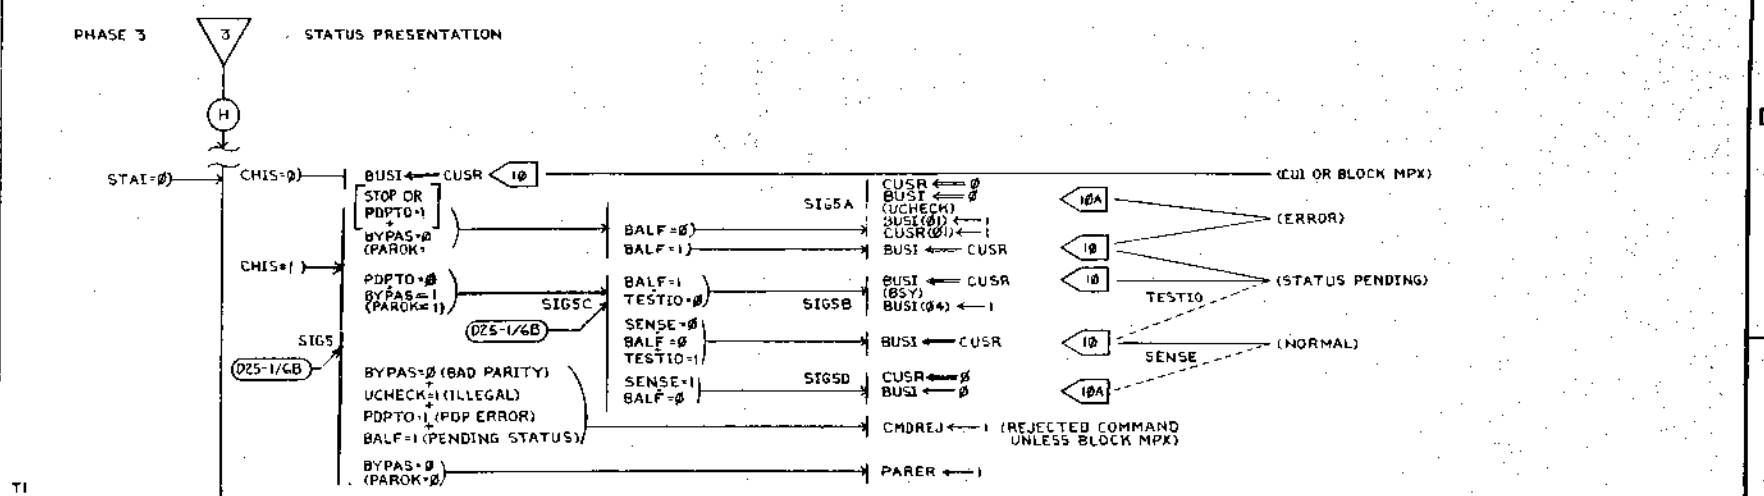 PHASE 3
3
STATUS PRESENTATION
H
STAI=Ø)
CHIS=Ø)
BUSI ← CUSR
10
(CUI OR BLOCK MPX)
[STOP OR
PDPTO=1]
+
BYPAS=Ø
(PAROK=
BALF=Ø)
BALF=1)
SIG5A
CUSR ⇐ Ø
BUSI ⇐ Ø
(UCHECK)
BUSI(Ø1) ← 1
CUSR(Ø1) ← 1
BUSI ← CUSR
1ØA
1Ø
(ERROR)
CHIS=1)
PDPTO=Ø
BYPAS=1
(PAROK=1)
SIG5C
D25-1/6B
BALF=1
TESTIO=Ø
SIG5B
BUSI ← CUSR
(BSY)
BUSI(Ø4) ← 1
1Ø
(STATUS PENDING)
TESTIO
SENSE=Ø
BALF=Ø
TESTIO=1
BUSI ← CUSR
1Ø
(NORMAL)
SENSE
SIG5
D25-1/6B
SENSE=1
BALF=Ø
SIG5D
CUSR ← Ø
BUSI ← Ø
1ØA
BYPAS=Ø (BAD PARITY)
+
UCHECK=1 (ILLEGAL)
+
PDPTO=1 (PDP ERROR)
+
BALF=1 (PENDING STATUS)
CMDREJ ← 1 (REJECTED COMMAND
UNLESS BLOCK MPX)
BYPAS=Ø
(PAROK=Ø)
PARER ← 1
TI